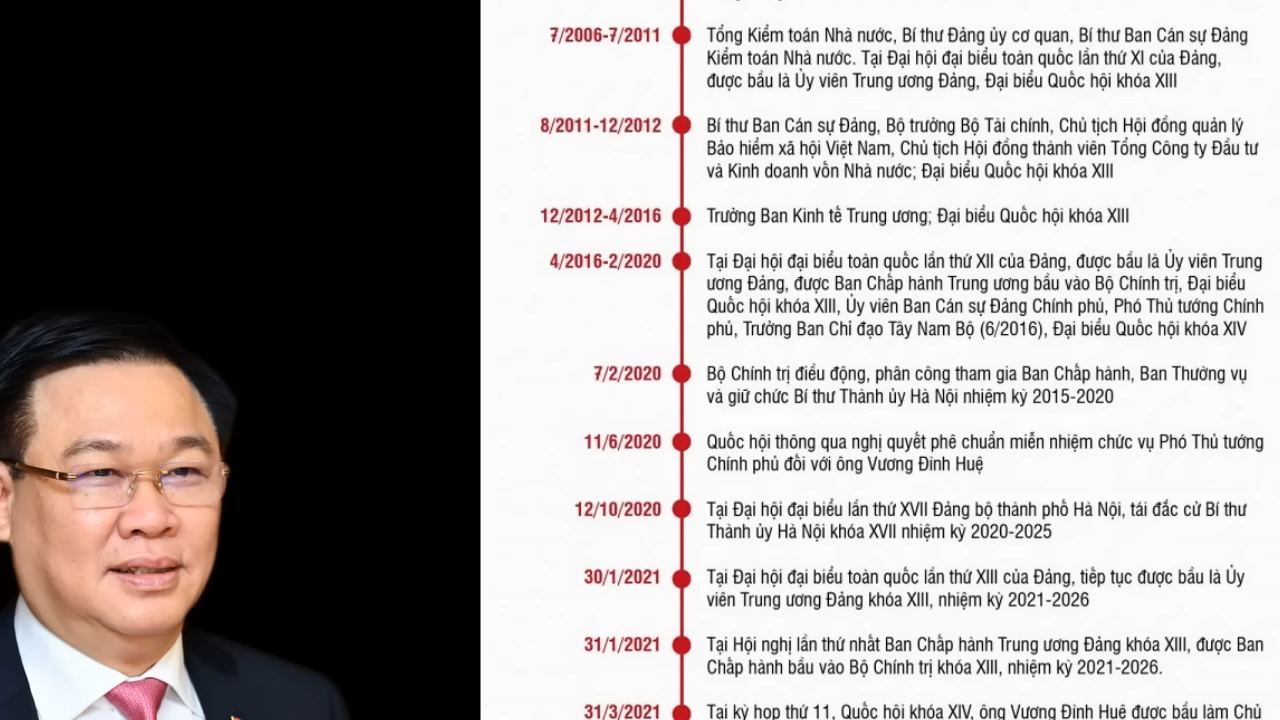 7/2006-7/2011
Tổng Kiểm toán Nhà nước, Bí thư Đảng ủy cơ quan, Bí thư Ban Cán sự Đảng
Kiểm toán Nhà nước. Tại Đại hội đại biểu toàn quốc lần thứ XI của Đảng,
được bầu là Ủy viên Trung ương Đảng, Đại biểu Quốc hội khóa XIII
8/2011-12/2012
Bí thư Ban Cán sự Đảng, Bộ trưởng Bộ Tài chính, Chủ tịch Hội đồng quản lý
Bảo hiểm xã hội Việt Nam, Chủ tịch Hội đồng thành viên Tổng Công ty Đầu tư
và Kinh doanh vốn Nhà nước; Đại biểu Quốc hội khóa XIII
12/2012-4/2016
Trưởng Ban Kinh tế Trung ương; Đại biểu Quốc hội khóa XIII
4/2016-2/2020
Tại Đại hội đại biểu toàn quốc lần thứ XII của Đảng, được bầu là Ủy viên Trung
ương Đảng, được Ban Chấp hành Trung ương bầu vào Bộ Chính trị, Đại biểu
Quốc hội khóa XIII, Ủy viên Ban Cán sự Đảng Chính phủ, Phó Thủ tướng Chính
phủ, Trưởng Ban Chỉ đạo Tây Nam Bộ (6/2016), Đại biểu Quốc hội khóa XIV
7/2/2020
Bộ Chính trị điều động, phân công tham gia Ban Chấp hành, Ban Thường vụ
và giữ chức Bí thư Thành ủy Hà Nội nhiệm kỳ 2015-2020
11/6/2020
Quốc hội thông qua nghị quyết phê chuẩn miễn nhiệm chức vụ Phó Thủ tướng
Chính phủ đối với ông Vương Đình Huệ
12/10/2020
Tại Đại hội đại biểu lần thứ XVII Đảng bộ thành phố Hà Nội, tái đắc cử Bí thư
Thành ủy Hà Nội khóa XVII nhiệm kỳ 2020-2025
30/1/2021
Tại Đại hội đại biểu toàn quốc lần thứ XIII của Đảng, tiếp tục được bầu là Ủy
viên Trung ương Đảng khóa XIII, nhiệm kỳ 2021-2026
31/1/2021
Tại Hội nghị lần thứ nhất Ban Chấp hành Trung ương Đảng khóa XIII, được Ban
Chấp hành bầu vào Bộ Chính trị khóa XIII, nhiệm kỳ 2021-2026.
31/3/2021
Tại kỳ họp thứ 11, Quốc hội khóa XIV, ông Vương Đình Huệ được bầu làm Chủ